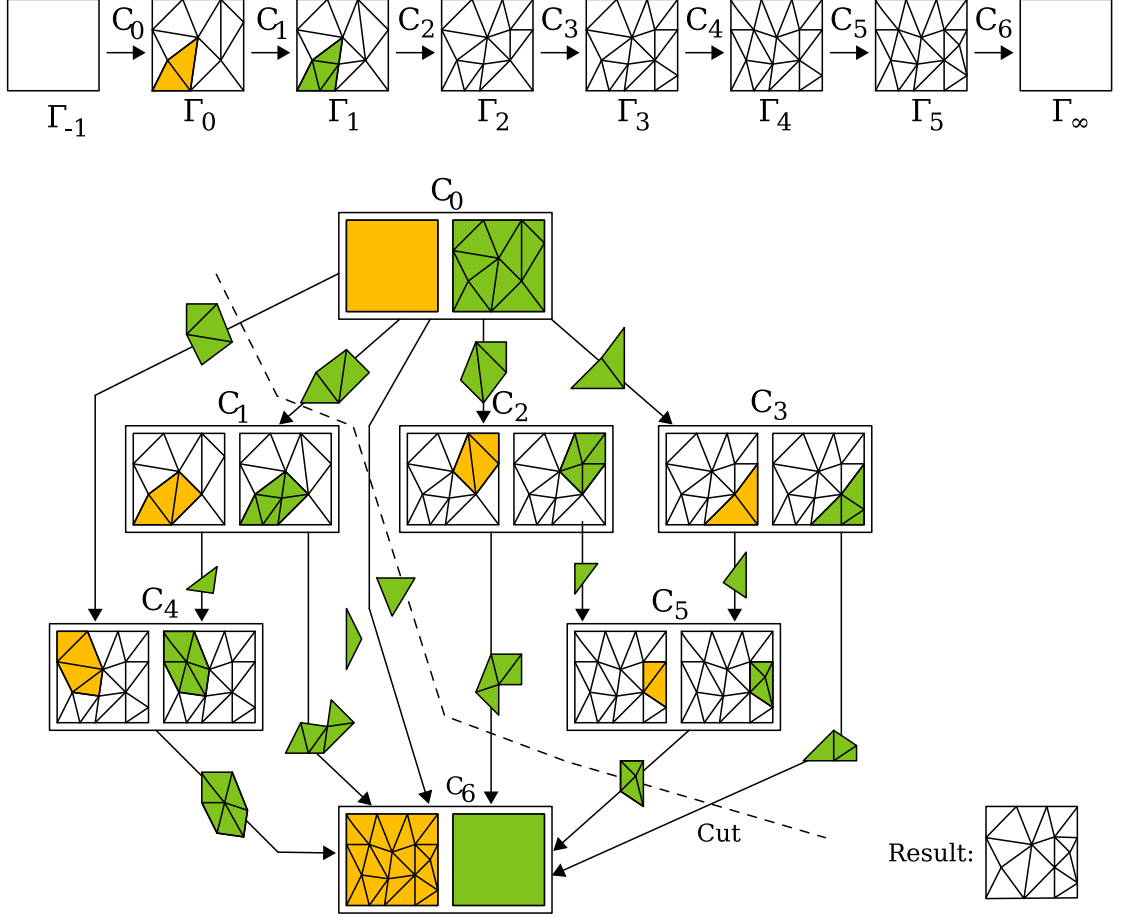 C₀ C₁ C₂ C₃ C₄ C₅ C₆
Γ₋₁ Γ₀ Γ₁ Γ₂ Γ₃ Γ₄ Γ₅ Γ∞
C₀
C₁ C₂ C₃
C₄ C₅
C₆
Cut
Result: